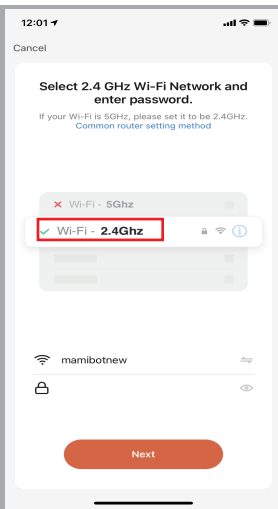 12:01
Cancel
Select 2.4 GHz Wi-Fi Network and
enter password.
If your Wi-Fi is 5GHz, please set it to be 2.4GHz.
Common router setting method
Wi-Fi - 5Ghz
Wi-Fi - 2.4Ghz
mamibotnew
Next